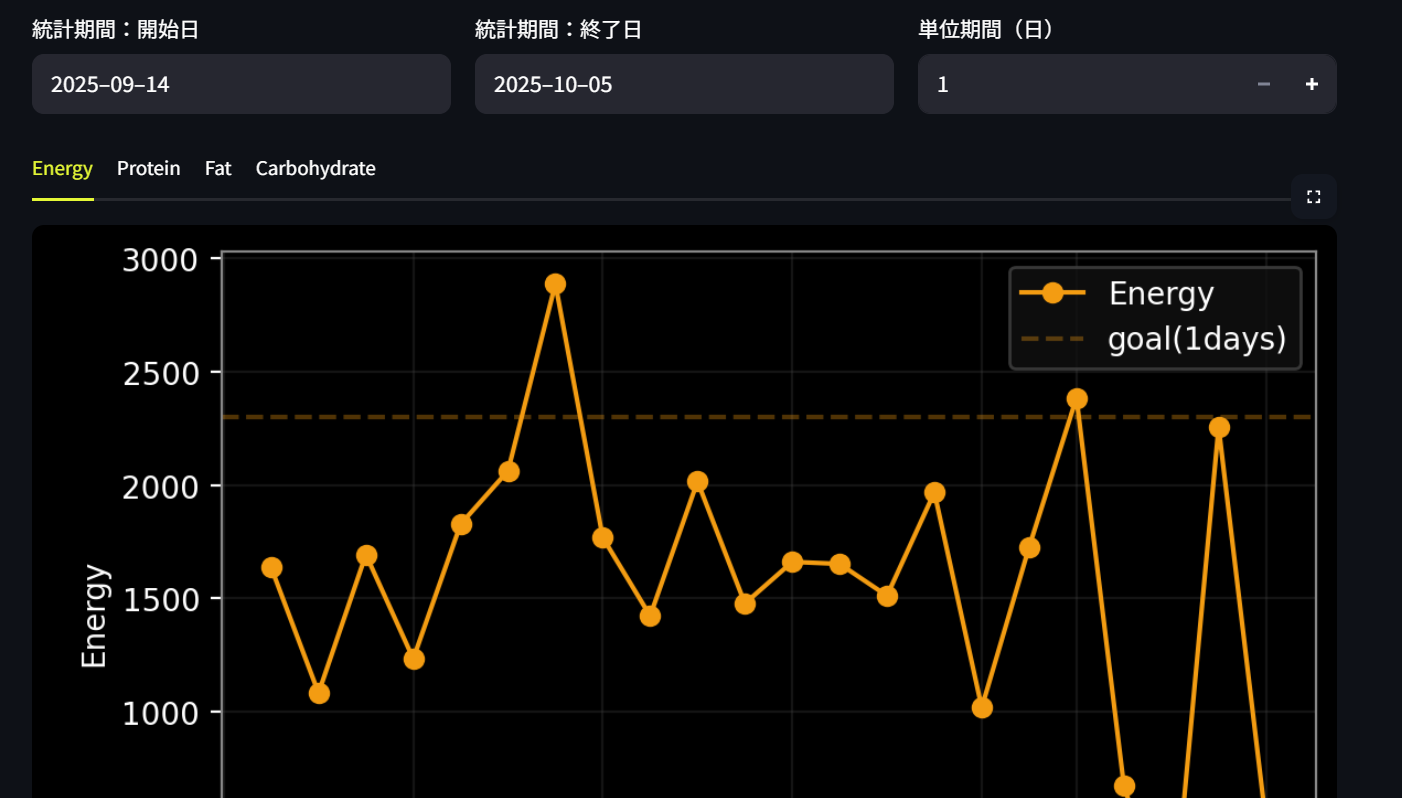 統計期間：開始日
統計期間：終了日
単位期間（日）
2025–09–14
2025–10–05
1
Energy
Protein
Fat
Carbohydrate
3000
2500
2000
1500
1000
Energy
Energy
goal(1days)